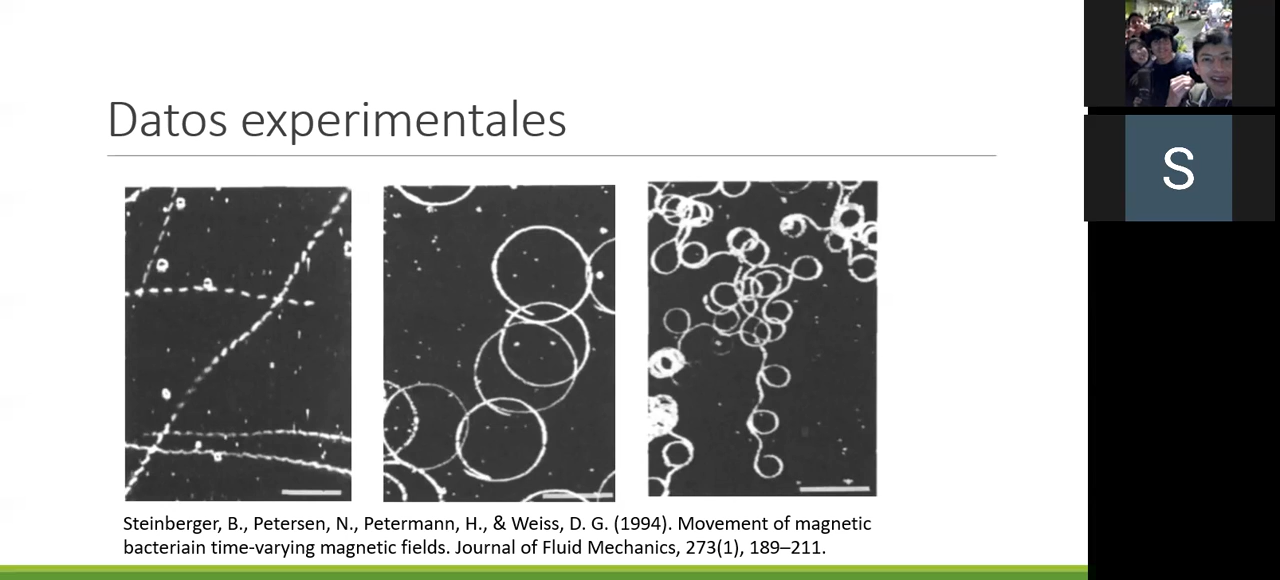 Datos experimentales
Steinberger, B., Petersen, N., Petermann, H., & Weiss, D. G. (1994). Movement of magnetic
bacteriain time-varying magnetic fields. Journal of Fluid Mechanics, 273(1), 189–211.
S